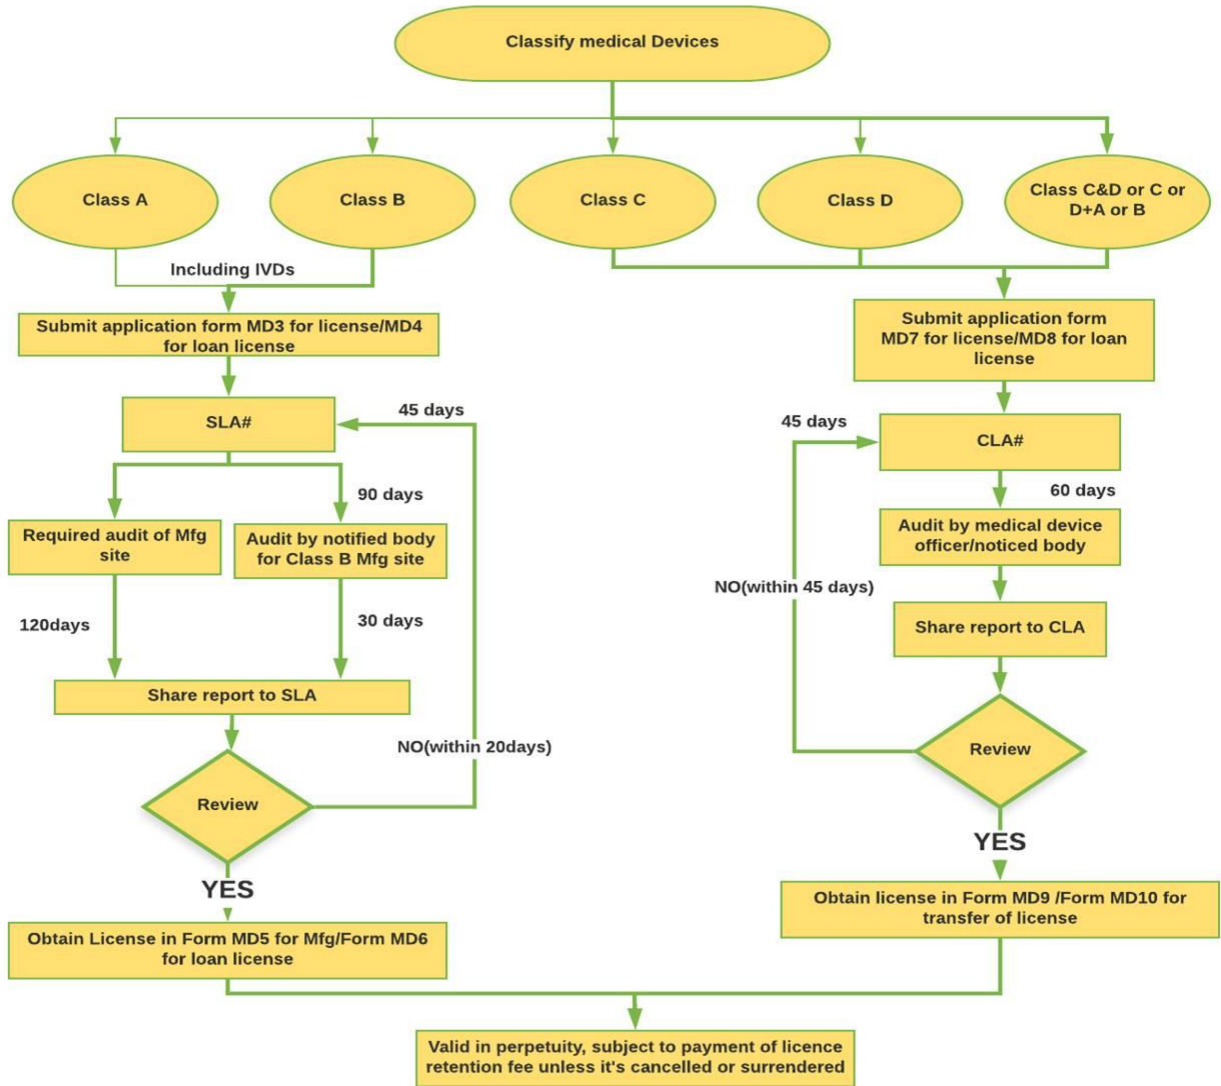 Classify medical Devices
Class A
Class B
Class C
Class D
Class C&D or C or
D+A or B
Including IVDs
Submit application form MD3 for license/MD4
for loan license
Submit application form
MD7 for license/MD8 for loan
license
SLA#
45 days
45 days
CLA#
90 days
60 days
Required audit of Mfg
site
Audit by notified body
for Class B Mfg site
Audit by medical device
officer/noticed body
NO(within 45 days)
120days
30 days
Share report to CLA
Share report to SLA
NO(within 20days)
Review
Review
YES
YES
Obtain license in Form MD9 /Form MD10 for
transfer of license
Obtain License in Form MD5 for Mfg/Form MD6
for loan license
Valid in perpetuity, subject to payment of licence
retention fee unless it's cancelled or surrendered